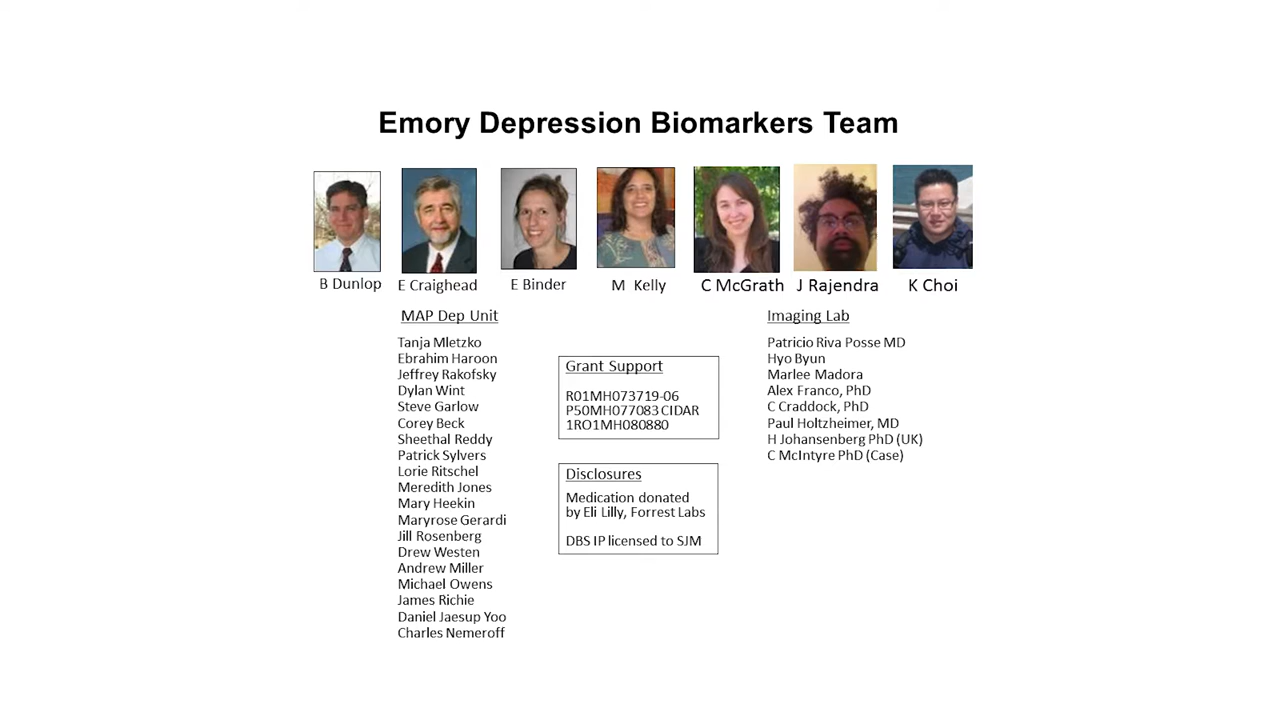 Emory Depression Biomarkers Team
B Dunlop
E Craighead
E Binder
M Kelly
C McGrath
J Rajendra
K Choi
MAP Dep Unit
Tanja Mletzko
Ebrahim Haroon
Jeffrey Rakofsky
Dylan Wint
Steve Garlow
Corey Beck
Sheethal Reddy
Patrick Sylvers
Lorie Ritschel
Meredith Jones
Mary Heekin
Maryrose Gerardi
Jill Rosenberg
Drew Westen
Andrew Miller
Michael Owens
James Richie
Daniel Jaesup Yoo
Charles Nemeroff
Grant Support
R01MH073719-06
P50MH077083 CIDAR
1RO1MH080880
Disclosures
Medication donated
by Eli Lilly, Forrest Labs
DBS IP licensed to SJM
Imaging Lab
Patricio Riva Posse MD
Hyo Byun
Marlee Madora
Alex Franco, PhD
C Craddock, PhD
Paul Holtzheimer, MD
H Johansenberg PhD (UK)
C McIntyre PhD (Case)